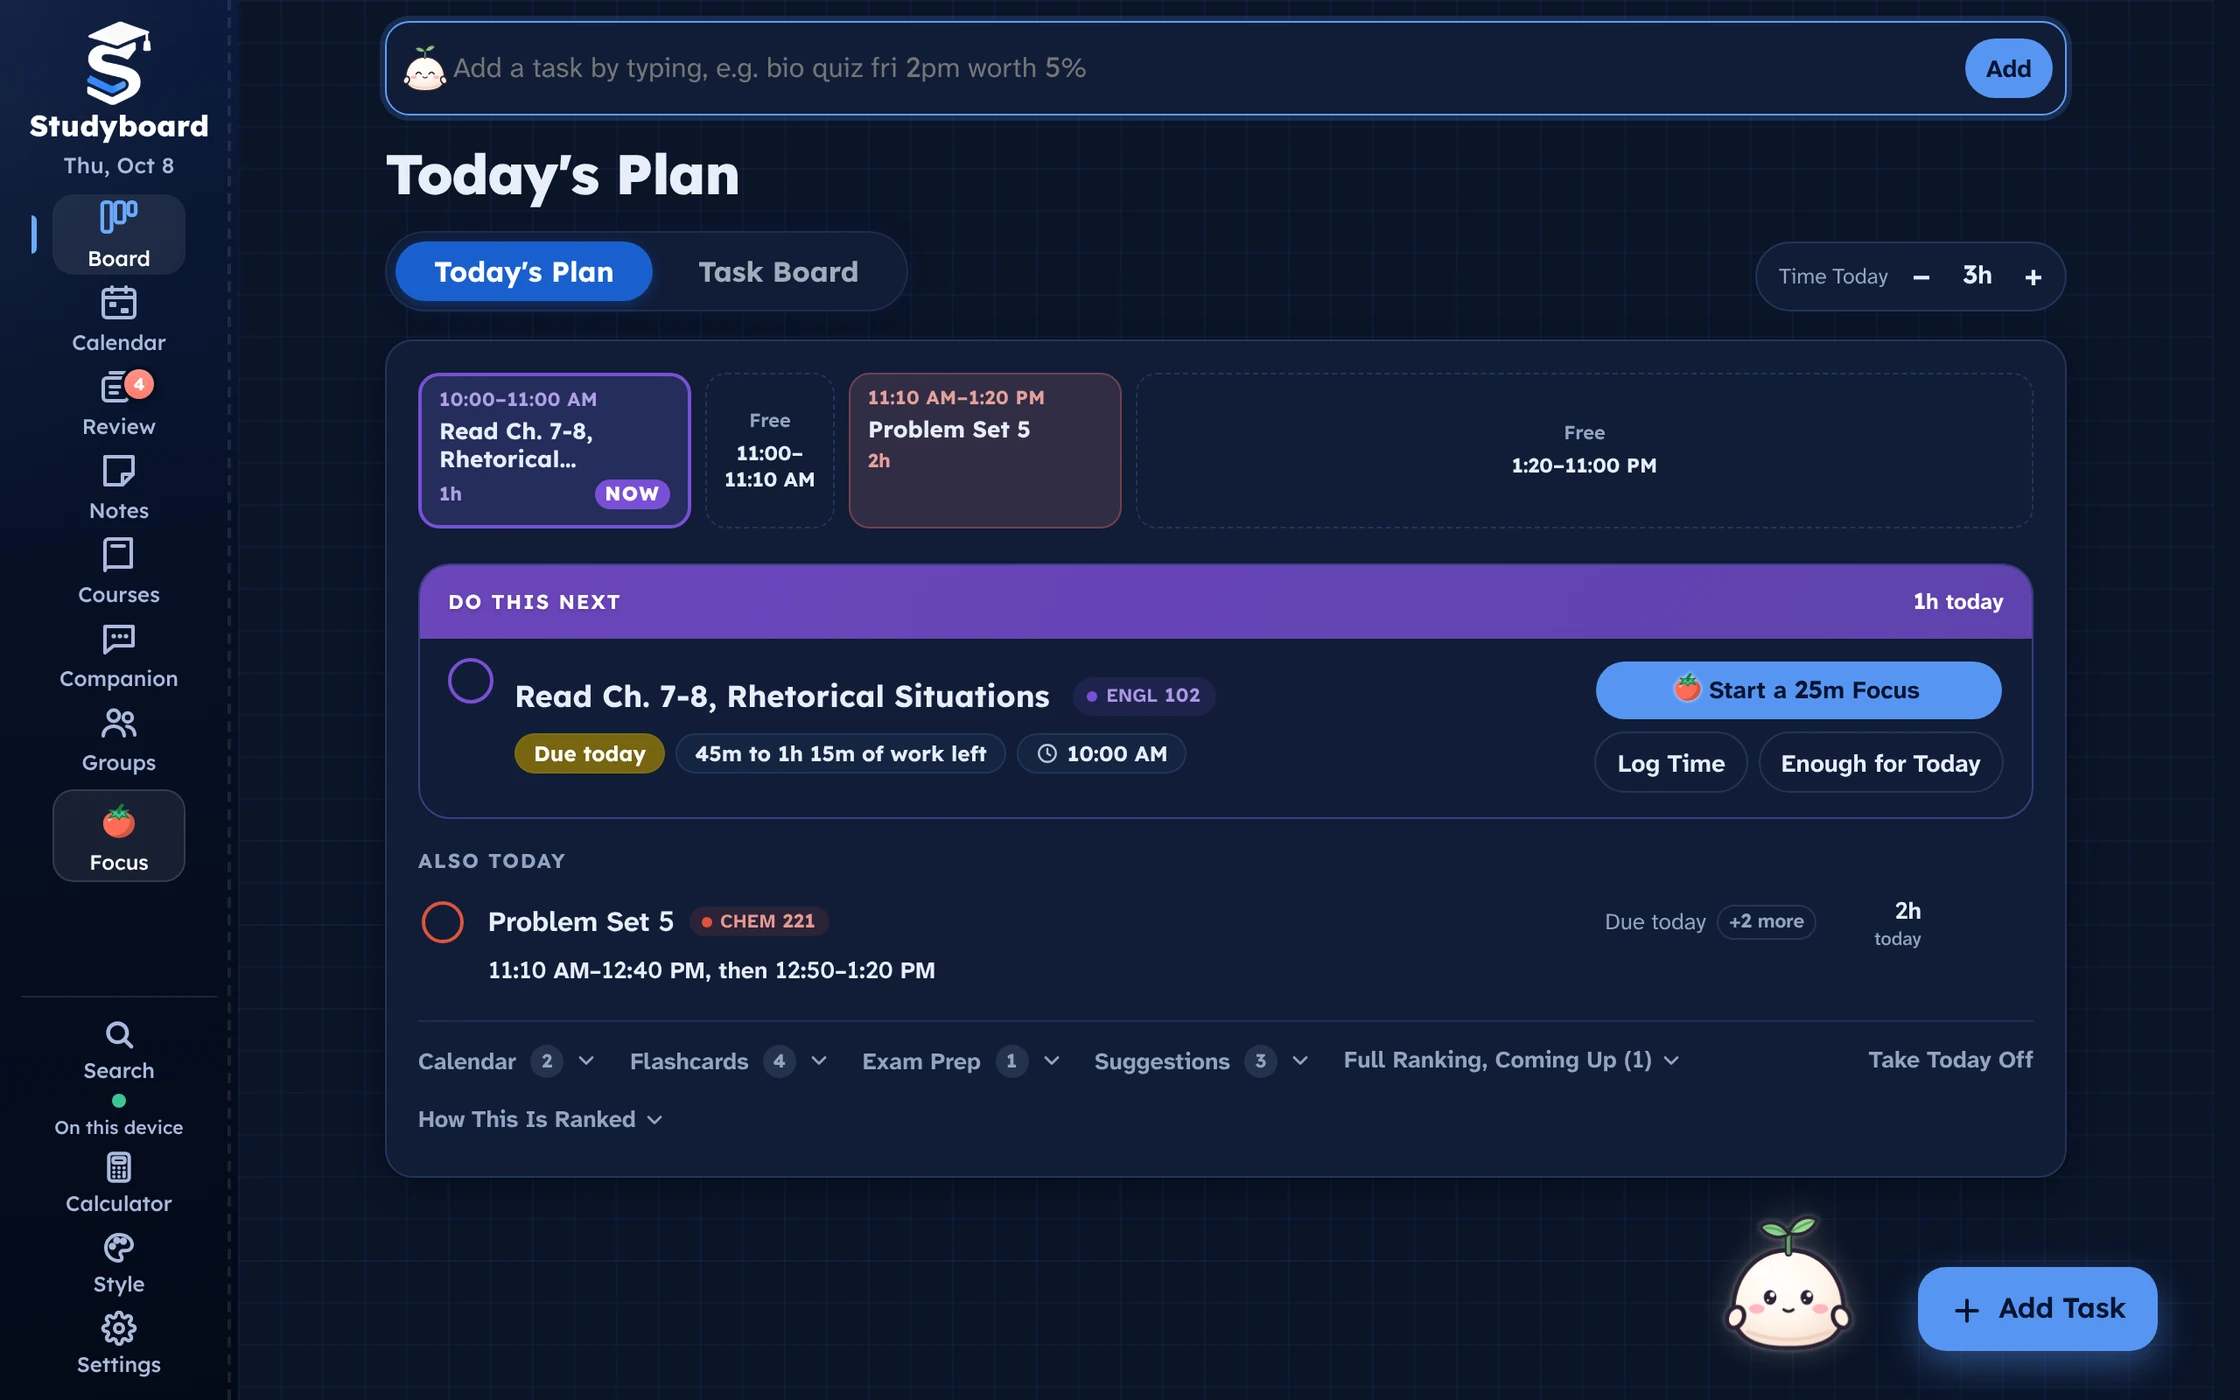 Studyboard
Thu, Oct 8
Board
Calendar
4
Review
Notes
Courses
Companion
Groups
Focus
Search
On this device
Calculator
Style
Settings
Add a task by typing, e.g. bio quiz fri 2pm worth 5%
Add
Today's Plan
Today's Plan
Task Board
Time Today − 3h +
10:00–11:00 AM
Read Ch. 7-8,
Rhetorical...
1h
NOW
Free
11:00–
11:10 AM
11:10 AM–1:20 PM
Problem Set 5
2h
Free
1:20–11:00 PM
DO THIS NEXT
1h today
Read Ch. 7-8, Rhetorical Situations
ENGL 102
Due today
45m to 1h 15m of work left
10:00 AM
Start a 25m Focus
Log Time
Enough for Today
ALSO TODAY
Problem Set 5
CHEM 221
Due today
+2 more
2h
today
11:10 AM–12:40 PM, then 12:50–1:20 PM
Calendar 2
Flashcards 4
Exam Prep 1
Suggestions 3
Full Ranking, Coming Up (1)
Take Today Off
How This Is Ranked
+ Add Task